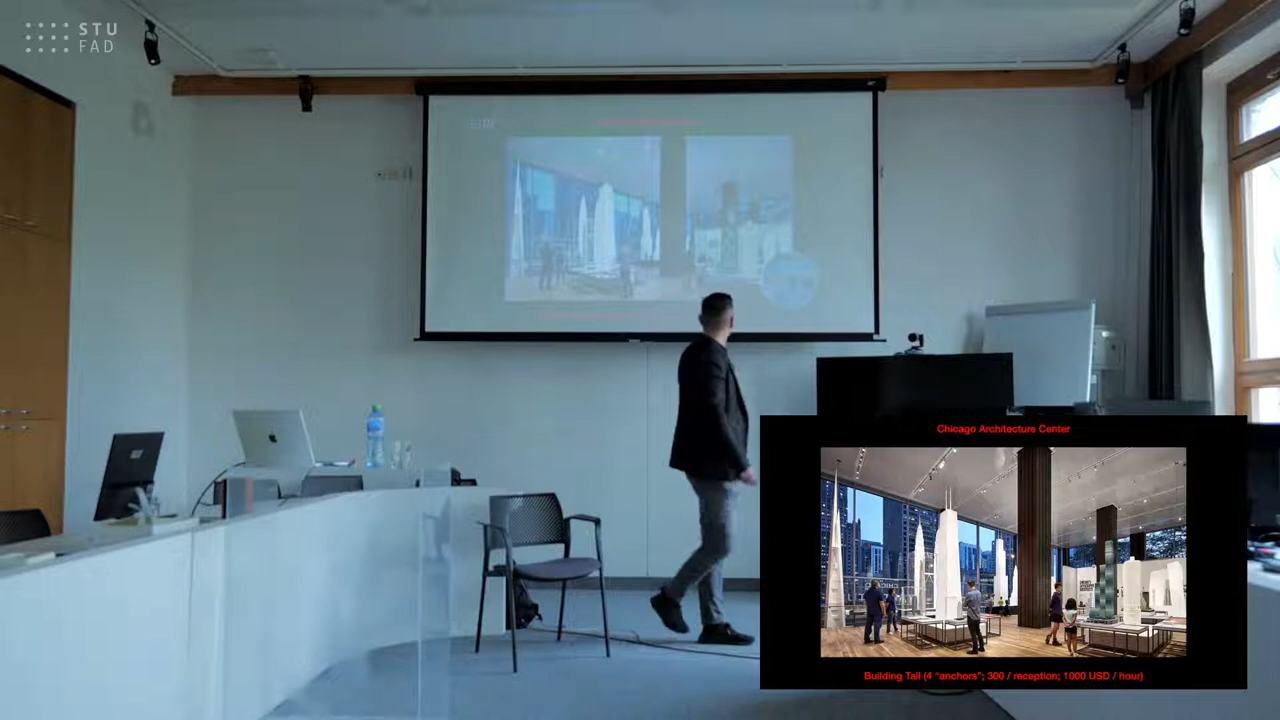 STU
FAD
Chicago Architecture Center
Building Tall (4 "anchors"; 300 / reception; 1000 USD / hour)